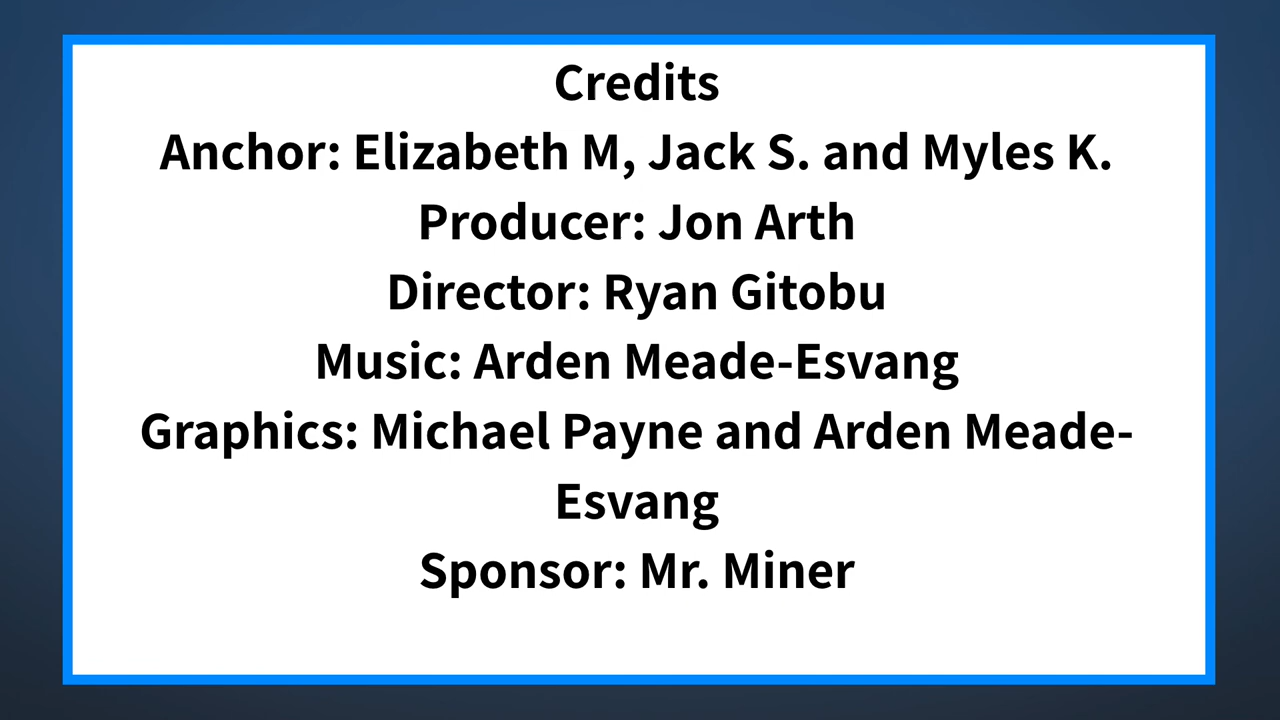 Credits
Anchor: Elizabeth M, Jack S. and Myles K.
Producer: Jon Arth
Director: Ryan Gitobu
Music: Arden Meade-Esvang
Graphics: Michael Payne and Arden Meade-
Esvang
Sponsor: Mr. Miner